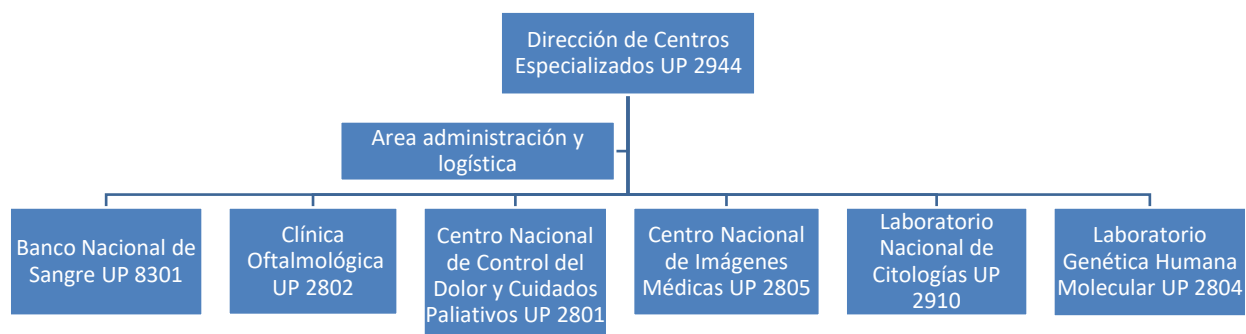 Dirección de Centros
Especializados UP 2944
Area administración y
logística
Banco Nacional de
Sangre UP 8301
Clínica
Oftalmológica
UP 2802
Centro Nacional
de Control del
Dolor y Cuidados
Paliativos UP 2801
Centro Nacional
de Imágenes
Médicas UP 2805
Laboratorio
Nacional de
Citologías UP
2910
Laboratorio
Genética Humana
Molecular UP 2804